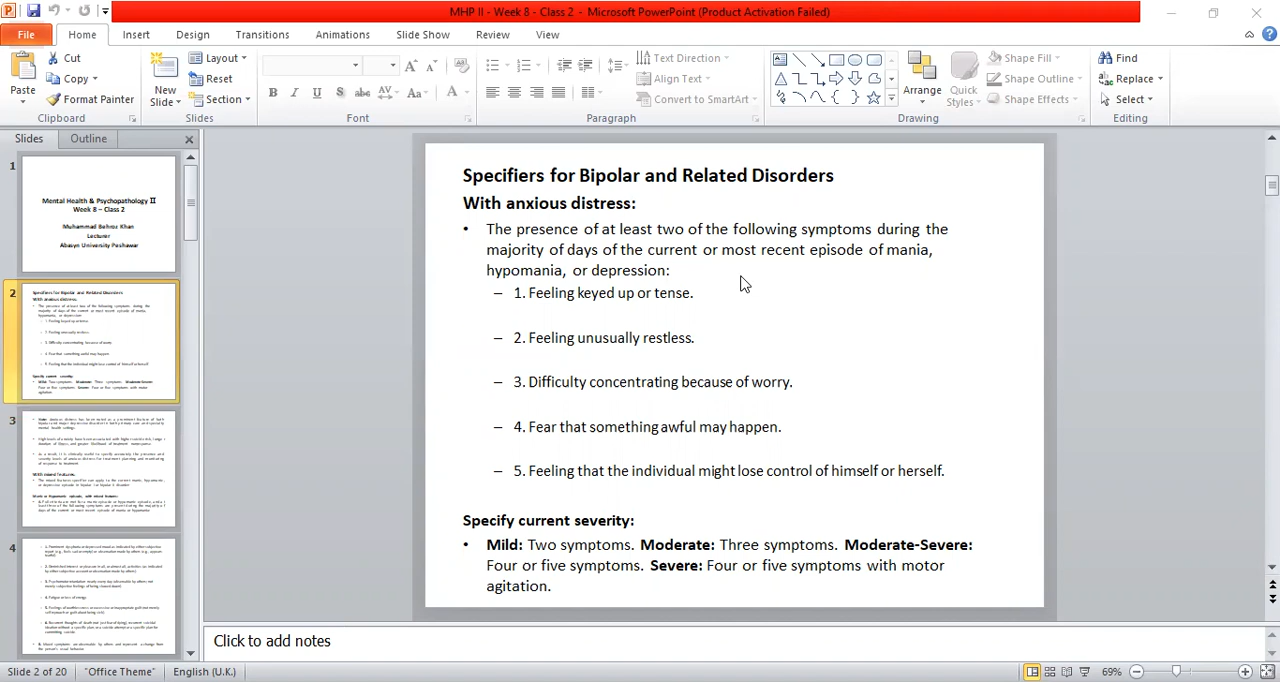 MHP II - Week 8 - Class 2 - Microsoft PowerPoint (Product Activation Failed)
File Home Insert Design Transitions Animations Slide Show Review View
Cut
Copy
Format Painter
Paste
Clipboard
New
Slide
Layout
Reset
Section
Slides
B I U S abc AV Aa A
Font
Text Direction
Align Text
Convert to SmartArt
Paragraph
Arrange
Quick
Styles
Shape Fill
Shape Outline
Shape Effects
Drawing
Find
Replace
Select
Editing
Slides Outline
1
Mental Health & Psychopathology II
Week 8 – Class 2
Muhammad Behroz Khan
Lecturer
Abasyn University Peshawar
2
3
4
Specifiers for Bipolar and Related Disorders
With anxious distress:
• The presence of at least two of the following symptoms during the
majority of days of the current or most recent episode of mania,
hypomania, or depression:
– 1. Feeling keyed up or tense.
– 2. Feeling unusually restless.
– 3. Difficulty concentrating because of worry.
– 4. Fear that something awful may happen.
– 5. Feeling that the individual might lose control of himself or herself.
Specify current severity:
• Mild: Two symptoms. Moderate: Three symptoms. Moderate-Severe:
Four or five symptoms. Severe: Four or five symptoms with motor
agitation.
Click to add notes
Slide 2 of 20 "Office Theme" English (U.K.) 69%